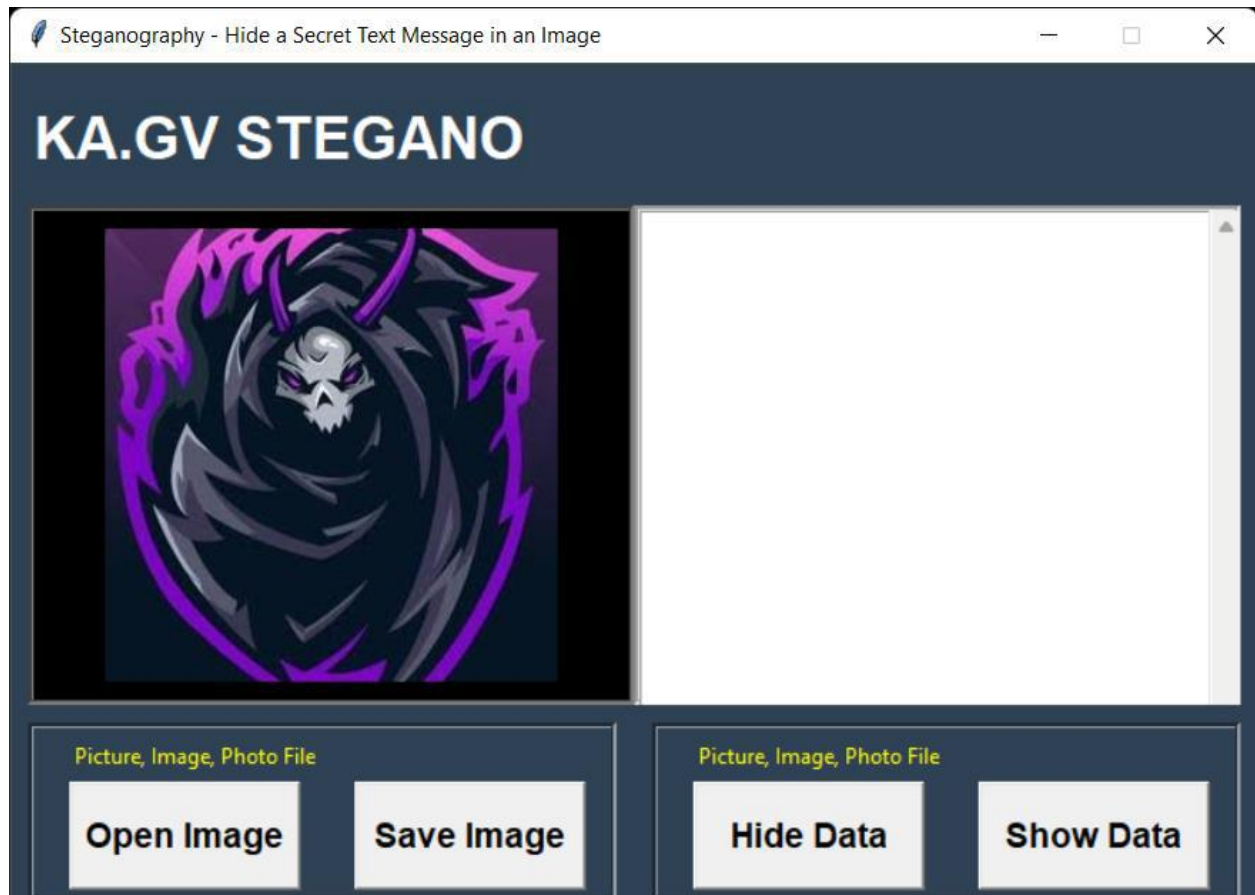 Steganography - Hide a Secret Text Message in an Image
KA.GV STEGANO
Picture, Image, Photo File
Open Image
Save Image
Picture, Image, Photo File
Hide Data
Show Data